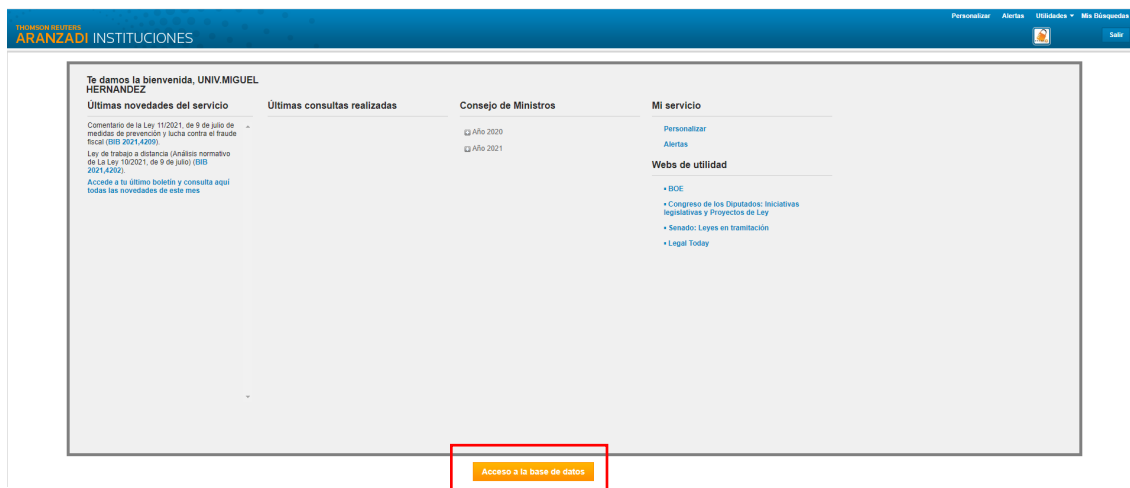 Personalizar Alertas Utilidades Mis Búsquedas
THOMSON REUTERS
ARANZADI INSTITUCIONES
Salir
Te damos la bienvenida, UNIV.MIGUEL
HERNANDEZ
Últimas novedades del servicio
Comentario de la Ley 11/2021, de 9 de julio de
medidas de prevención y lucha contra el fraude
fiscal (BIB 2021,4209).
Ley de trabajo a distancia (Análisis normativo
de La Ley 10/2021, de 9 de julio) (BIB
2021,4202).
Accede a tu último boletín y consulta aquí
todas las novedades de este mes
Últimas consultas realizadas
Consejo de Ministros
Año 2020
Año 2021
Mi servicio
Personalizar
Alertas
Webs de utilidad
BOE
Congreso de los Diputados: Iniciativas
legislativas y Proyectos de Ley
Senado: Leyes en tramitación
Legal Today
Acceso a la base de datos